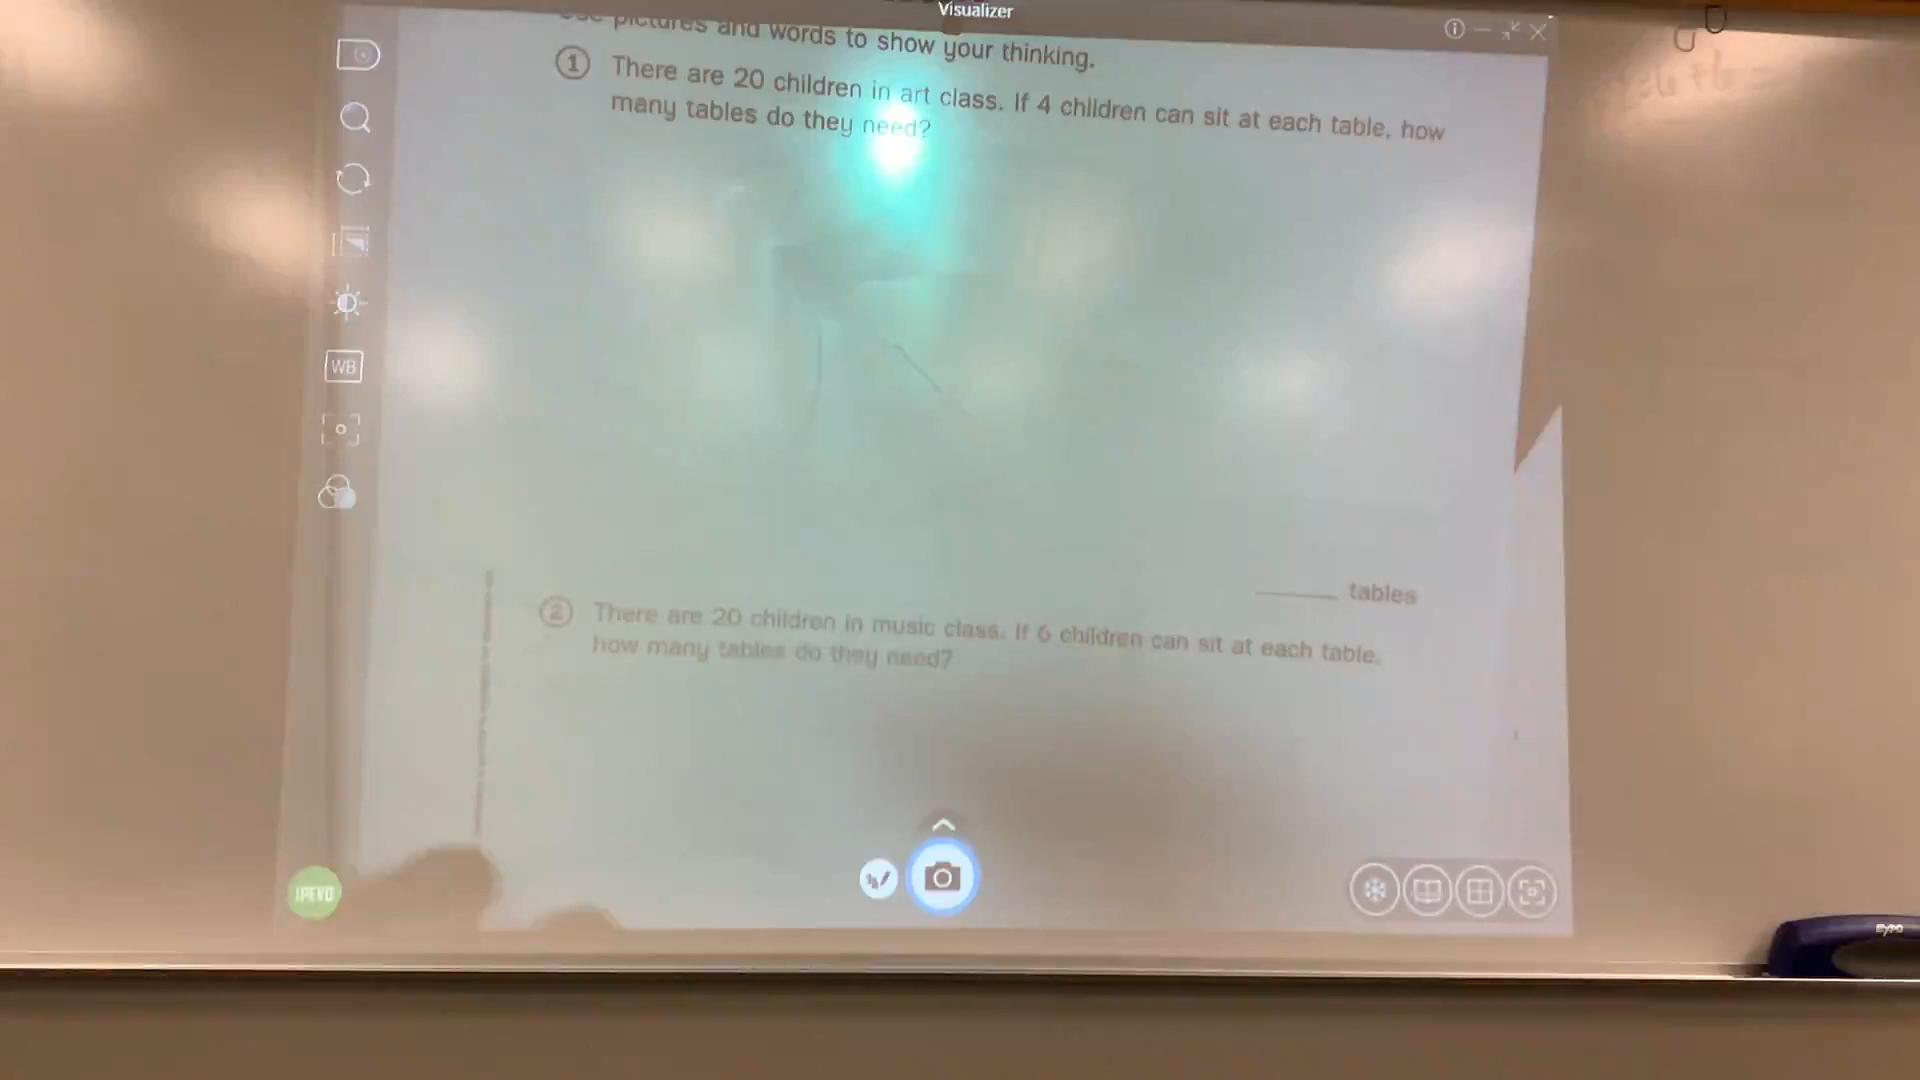 Visualizer
pictures and words to show your thinking.
1 There are 20 children in art class. If 4 children can sit at each table, how
many tables do they need?
WB
_____ tables
2 There are 20 children in music class. If 6 children can sit at each table,
how many tables do they need?
IPEVO
EXPO